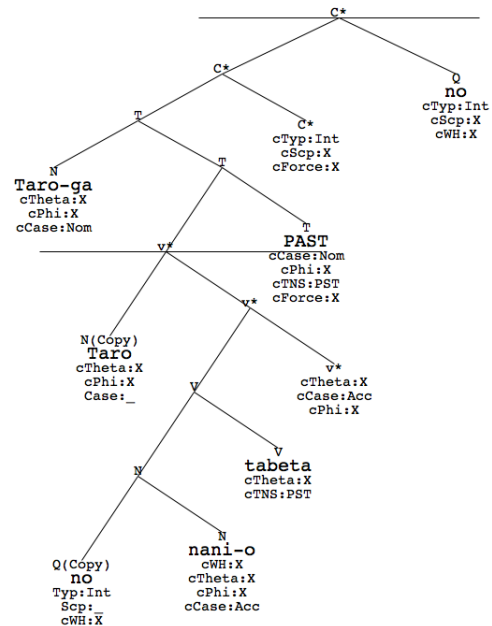 C*
C*
Q
no
cTyp:Int
cScp:X
cWH:X
T
C*
cTyp:Int
cScp:X
cForce:X
N
Taro-ga
cTheta:X
cPhi:X
cCase:Nom
T
T
PAST
cCase:Nom
cPhi:X
cTNS:PST
cForce:X
v*
v*
N(Copy)
Taro
cTheta:X
cPhi:X
Case:_
v*
cTheta:X
cCase:Acc
cPhi:X
V
V
tabeta
cTheta:X
cTNS:PST
N
N
nani-o
cWH:X
cTheta:X
cPhi:X
cCase:Acc
Q(Copy)
no
Typ:Int
Scp:_
cWH:X